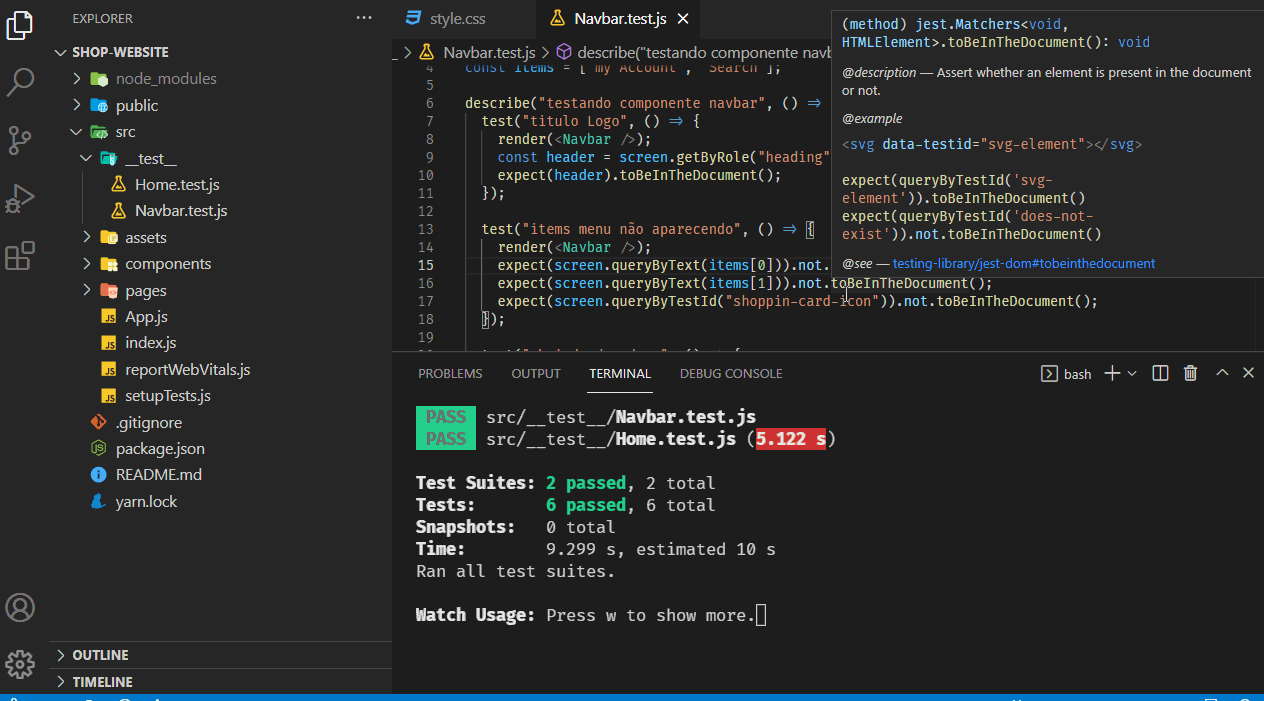 EXPLORER
SHOP-WEBSITE
node_modules
public
src
__test__
Home.test.js
Navbar.test.js
assets
components
pages
App.js
index.js
reportWebVitals.js
setupTests.js
.gitignore
package.json
README.md
yarn.lock
OUTLINE
TIMELINE
style.css
Navbar.test.js
Navbar.test.js > describe("testando componente navb
4 const items = ["my Account", "Search"];
5
6 describe("testando componente navbar", () =>
7 test("titulo Logo", () => {
8 render(<Navbar />);
9 const header = screen.getByRole("heading"
10 expect(header).toBeInTheDocument();
11 });
12
13 test("items menu não aparecendo", () => {
14 render(<Navbar />);
15 expect(screen.queryByText(items[0])).not.
16 expect(screen.queryByText(items[1])).not.toBeInTheDocument();
17 expect(screen.queryByTestId("shoppin-card-icon")).not.toBeInTheDocument();
18 });
19
(method) jest.Matchers<void,
HTMLElement>.toBeInTheDocument(): void
@description — Assert whether an element is present in the document
or not.
@example
<svg data-testid="svg-element"></svg>
expect(queryByTestId('svg-
element')).toBeInTheDocument()
expect(queryByTestId('does-not-
exist')).not.toBeInTheDocument()
@see — testing-library/jest-dom#tobeinthedocument
PROBLEMS OUTPUT TERMINAL DEBUG CONSOLE
bash
PASS src/__test__/Navbar.test.js
PASS src/__test__/Home.test.js (5.122 s)
Test Suites: 2 passed, 2 total
Tests: 6 passed, 6 total
Snapshots: 0 total
Time: 9.299 s, estimated 10 s
Ran all test suites.
Watch Usage: Press w to show more.